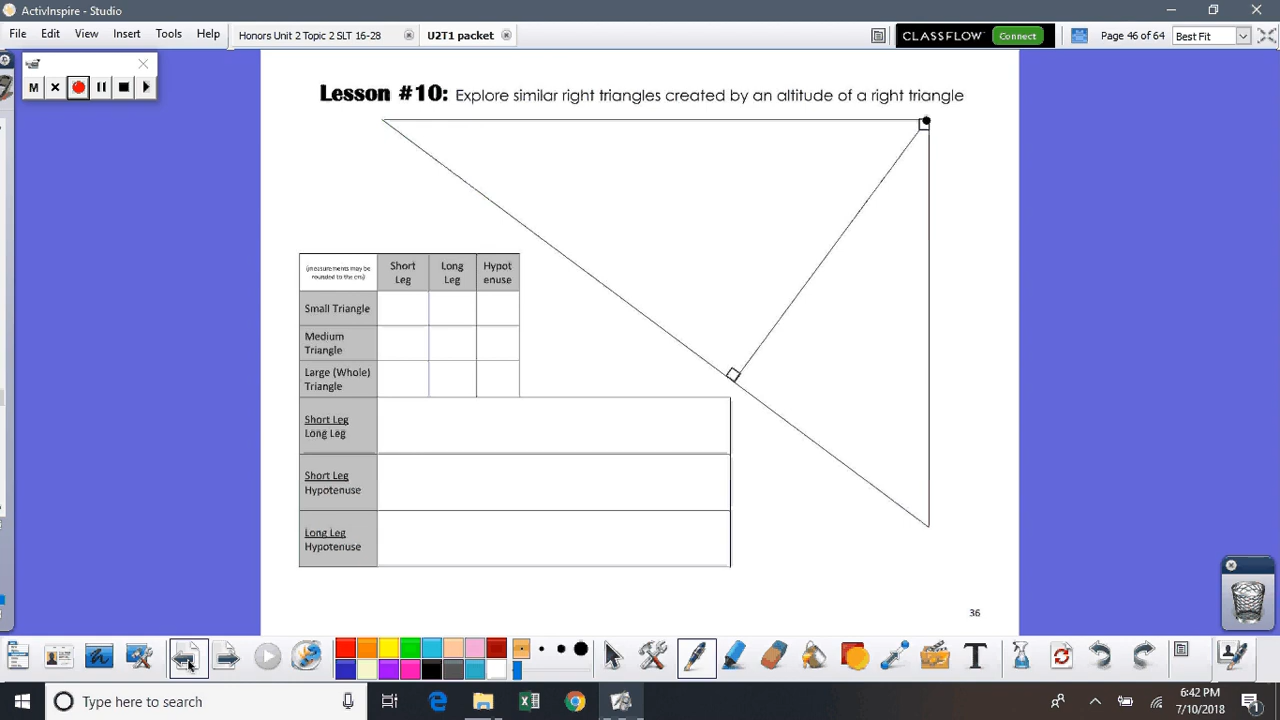 ActivInspire - Studio
File Edit View Insert Tools Help
Honors Unit 2 Topic 2 SLT 16-28
U2T1 packet
CLASSFLOW Connect
Page 46 of 64
Best Fit
M
Lesson #10: Explore similar right triangles created by an altitude of a right triangle
(measurements may be
rounded to the cm)
Short
Leg
Long
Leg
Hypot
enuse
Small Triangle
Medium
Triangle
Large (Whole)
Triangle
Short Leg
Long Leg
Short Leg
Hypotenuse
Long Leg
Hypotenuse
36
T
Type here to search
6:42 PM
7/10/2018
1